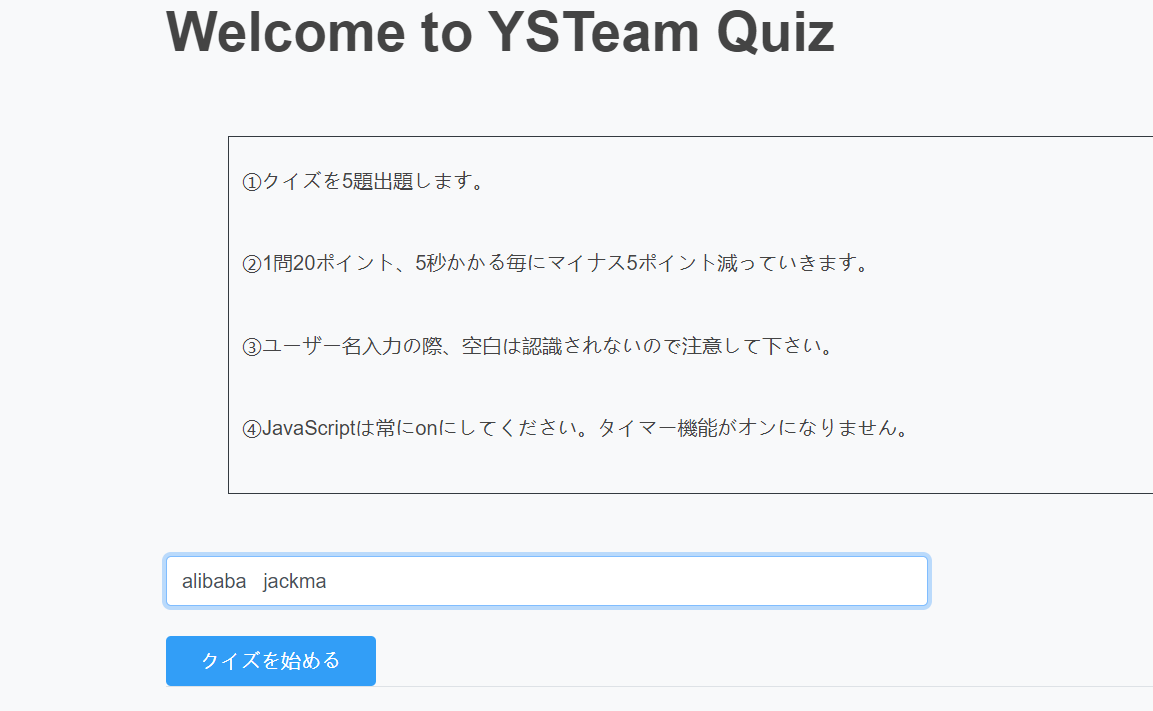 Welcome to YSTeam Quiz
①クイズを5題出題します。
②1問20ポイント、5秒かかる毎にマイナス5ポイント減っていきます。
③ユーザー名入力の際、空白は認識されないので注意して下さい。
④JavaScriptは常にonにしてください。タイマー機能がオンになりません。
alibaba   jackma
クイズを始める